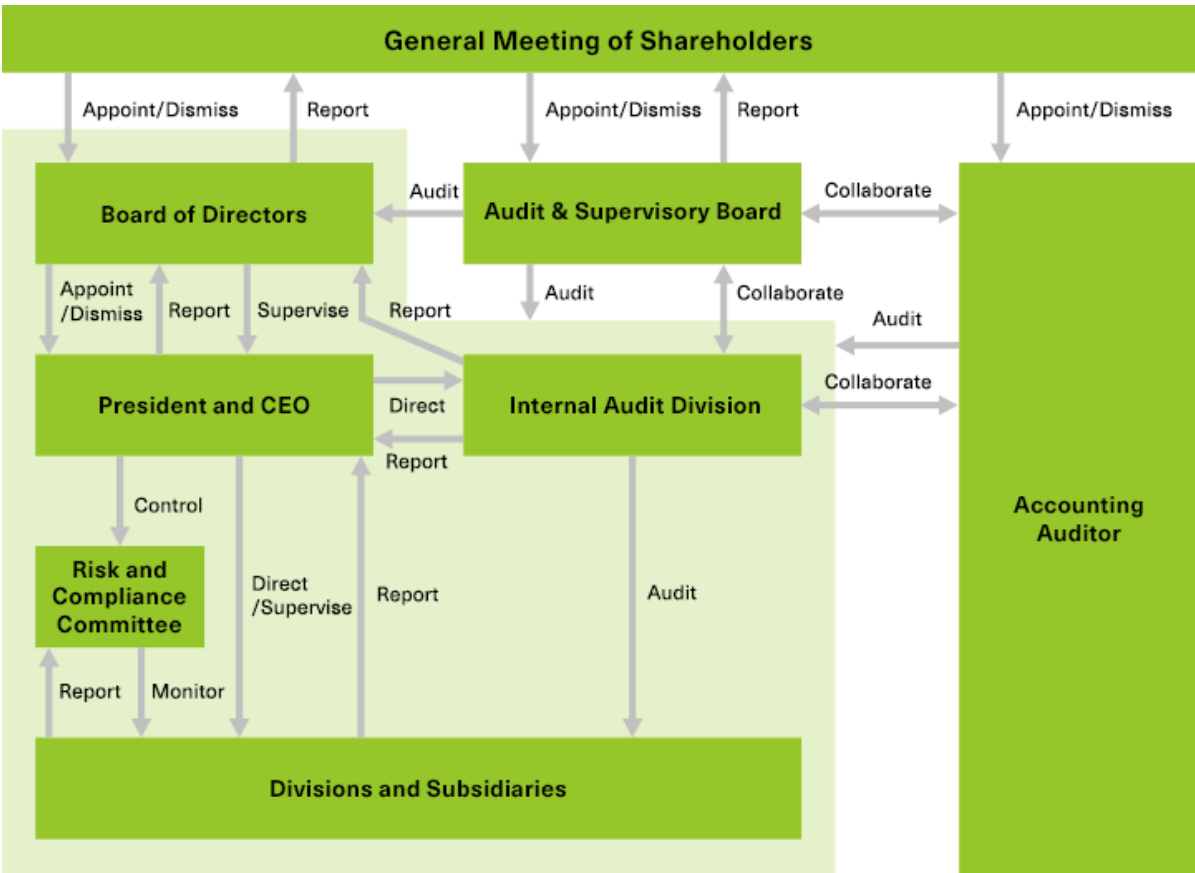 General Meeting of Shareholders
Appoint/Dismiss
Report
Appoint/Dismiss
Report
Appoint/Dismiss
Board of Directors
Audit
Audit & Supervisory Board
Collaborate
Appoint
/Dismiss
Report
Supervise
Report
Audit
Collaborate
Audit
President and CEO
Direct
Internal Audit Division
Collaborate
Report
Control
Accounting
Auditor
Risk and
Compliance
Committee
Direct
/Supervise
Report
Audit
Report
Monitor
Divisions and Subsidiaries